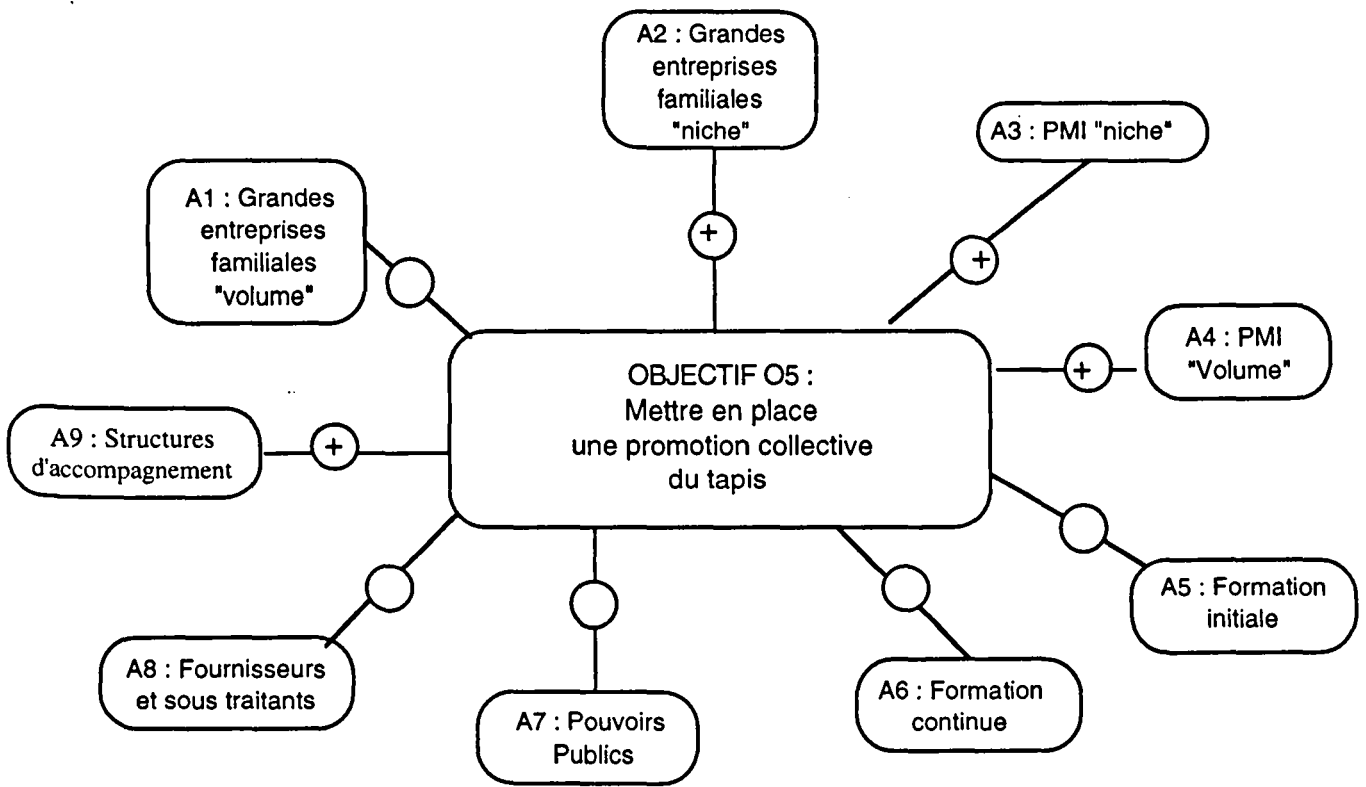 A2 : Grandes
entreprises
familiales
"niche"
A3 : PMI "niche"
A1 : Grandes
entreprises
familiales
"volume"
+
+
A4 : PMI
"Volume"
+
OBJECTIF O5 :
Mettre en place
une promotion collective
du tapis
A9 : Structures
d'accompagnement
+
A5 : Formation
initiale
A8 : Fournisseurs
et sous traitants
A6 : Formation
continue
A7 : Pouvoirs
Publics